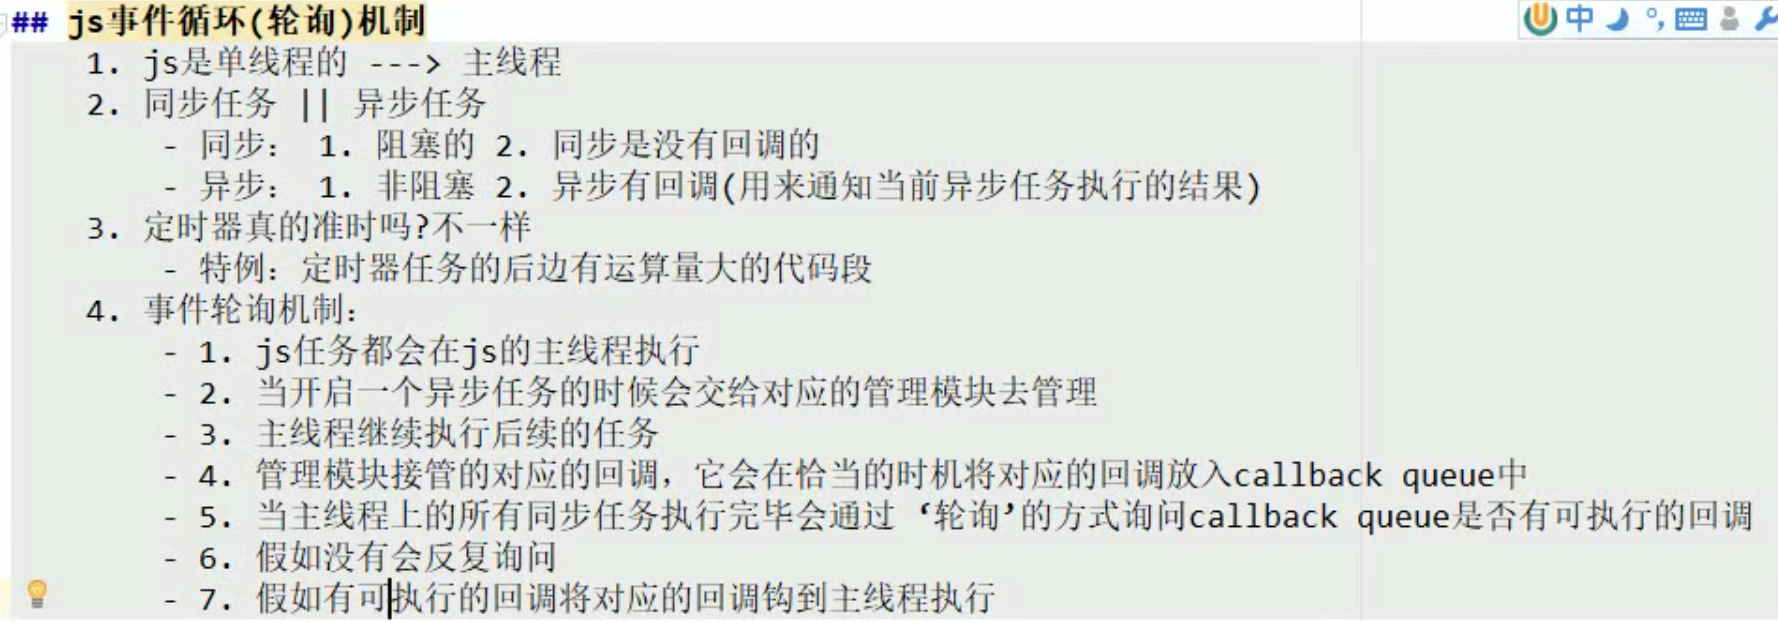 ## js事件循环(轮询)机制
中
1. js是单线程的 ---> 主线程
2. 同步任务 || 异步任务
- 同步: 1. 阻塞的 2. 同步是没有回调的
- 异步: 1. 非阻塞 2. 异步有回调(用来通知当前异步任务执行的结果)
3. 定时器真的准时吗?不一样
- 特例: 定时器任务的后边有运算量大的代码段
4. 事件轮询机制:
- 1. js任务都会在js的主线程执行
- 2. 当开启一个异步任务的时候会交给对应的管理模块去管理
- 3. 主线程继续执行后续的任务
- 4. 管理模块接管的对应的回调，它会在恰当的时机将对应的回调放入callback queue中
- 5. 当主线程上的所有同步任务执行完毕会通过 ‘轮询’的方式询问callback queue是否有可执行的回调
- 6. 假如没有会反复询问
- 7. 假如有可执行的回调将对应的回调钩到主线程执行